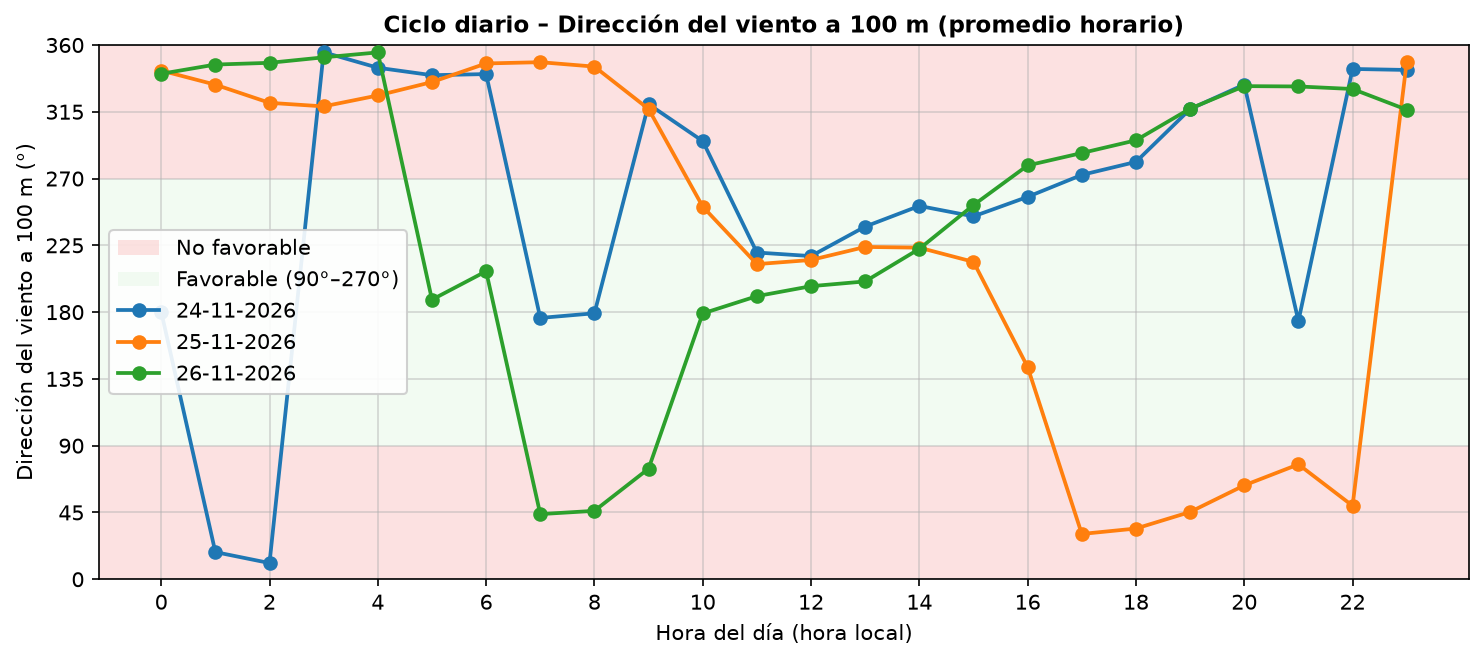 Ciclo diario – Dirección del viento a 100 m (promedio horario)
Dirección del viento a 100 m (°)
360
315
270
225
180
135
90
45
0
No favorable
Favorable (90°–270°)
24-11-2026
25-11-2026
26-11-2026
0 2 4 6 8 10 12 14 16 18 20 22
Hora del día (hora local)